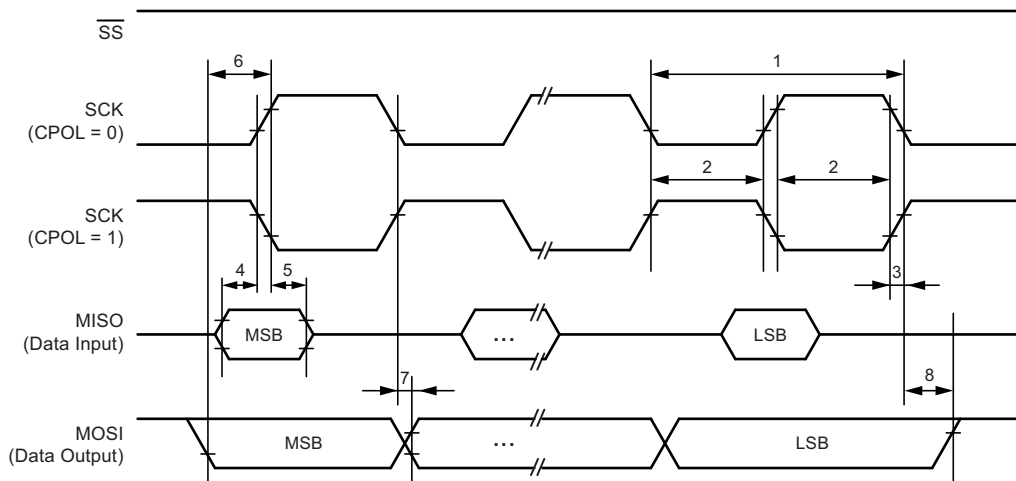 SS
6
1
SCK
(CPOL = 0)
2
2
SCK
(CPOL = 1)
4
5
3
MISO
(Data Input)
MSB
...
LSB
7
8
MOSI
(Data Output)
MSB
...
LSB